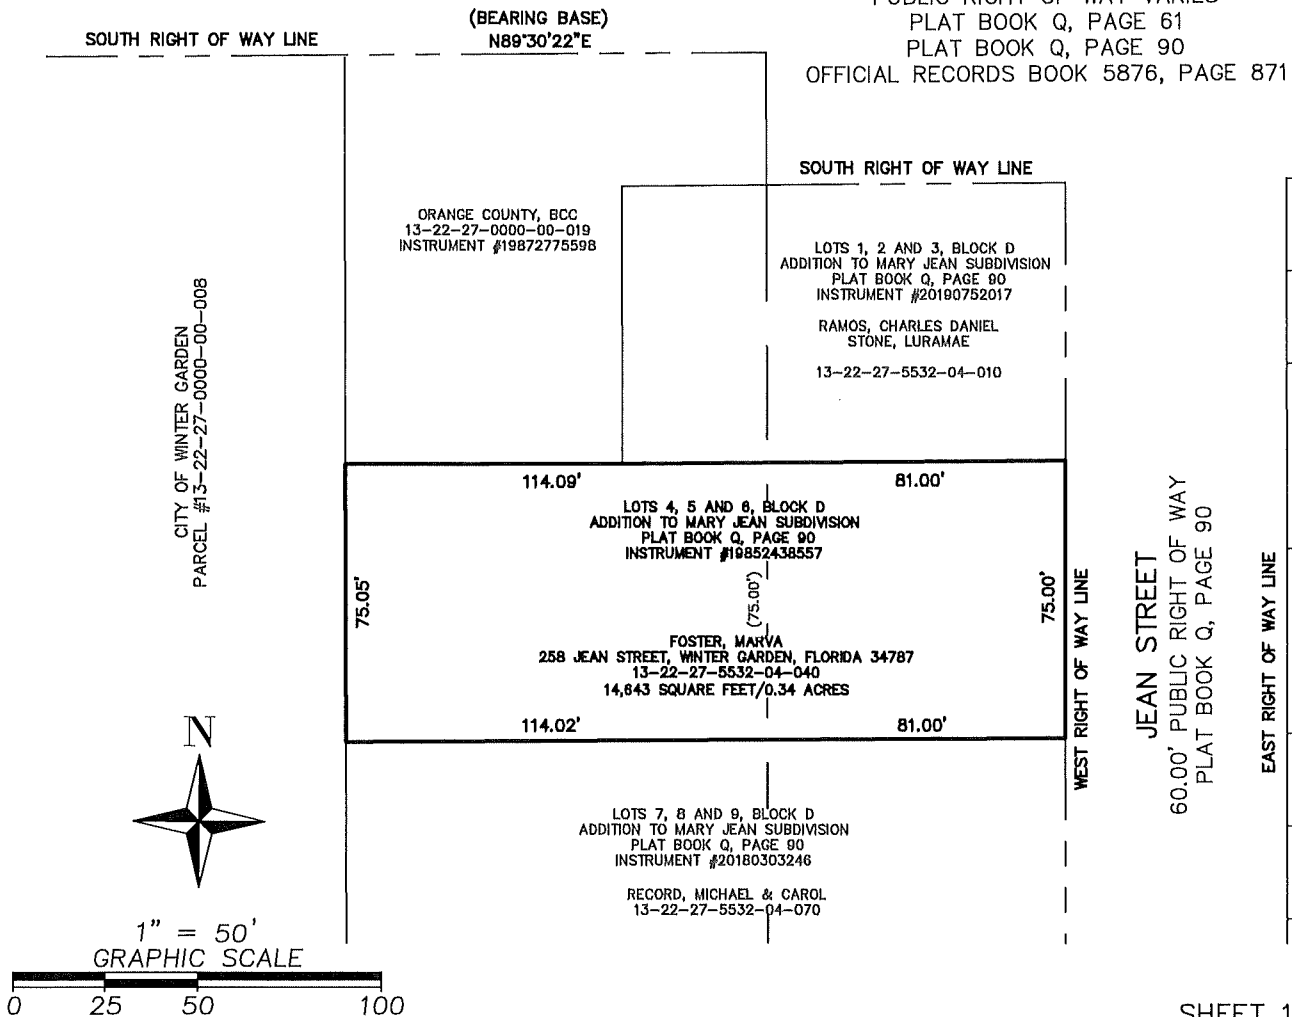 PUBLIC RIGHT OF WAY VARIES
PLAT BOOK Q, PAGE 61
PLAT BOOK Q, PAGE 90
OFFICIAL RECORDS BOOK 5876, PAGE 871
(BEARING BASE)
N89°30'22"E
SOUTH RIGHT OF WAY LINE
SOUTH RIGHT OF WAY LINE
ORANGE COUNTY, BCC
13-22-27-0000-00-019
INSTRUMENT #19872775598
LOTS 1, 2 AND 3, BLOCK D
ADDITION TO MARY JEAN SUBDIVISION
PLAT BOOK Q, PAGE 90
INSTRUMENT #20190752017
RAMOS, CHARLES DANIEL
STONE, LURAMAE
13-22-27-5532-04-010
CITY OF WINTER GARDEN
PARCEL #13-22-27-0000-00-008
114.09'
81.00'
LOTS 4, 5 AND 6, BLOCK D
ADDITION TO MARY JEAN SUBDIVISION
PLAT BOOK Q, PAGE 90
INSTRUMENT #19852438557
75.05'
(75.00')
75.00'
FOSTER, MARVA
258 JEAN STREET, WINTER GARDEN, FLORIDA 34787
13-22-27-5532-04-040
14,643 SQUARE FEET/0.34 ACRES
114.02'
81.00'
WEST RIGHT OF WAY LINE
JEAN STREET
60.00' PUBLIC RIGHT OF WAY
PLAT BOOK Q, PAGE 90
EAST RIGHT OF WAY LINE
N
LOTS 7, 8 AND 9, BLOCK D
ADDITION TO MARY JEAN SUBDIVISION
PLAT BOOK Q, PAGE 90
INSTRUMENT #20180303246
RECORD, MICHAEL & CAROL
13-22-27-5532-04-070
1" = 50'
GRAPHIC SCALE
0 25 50 100
SHEET 1